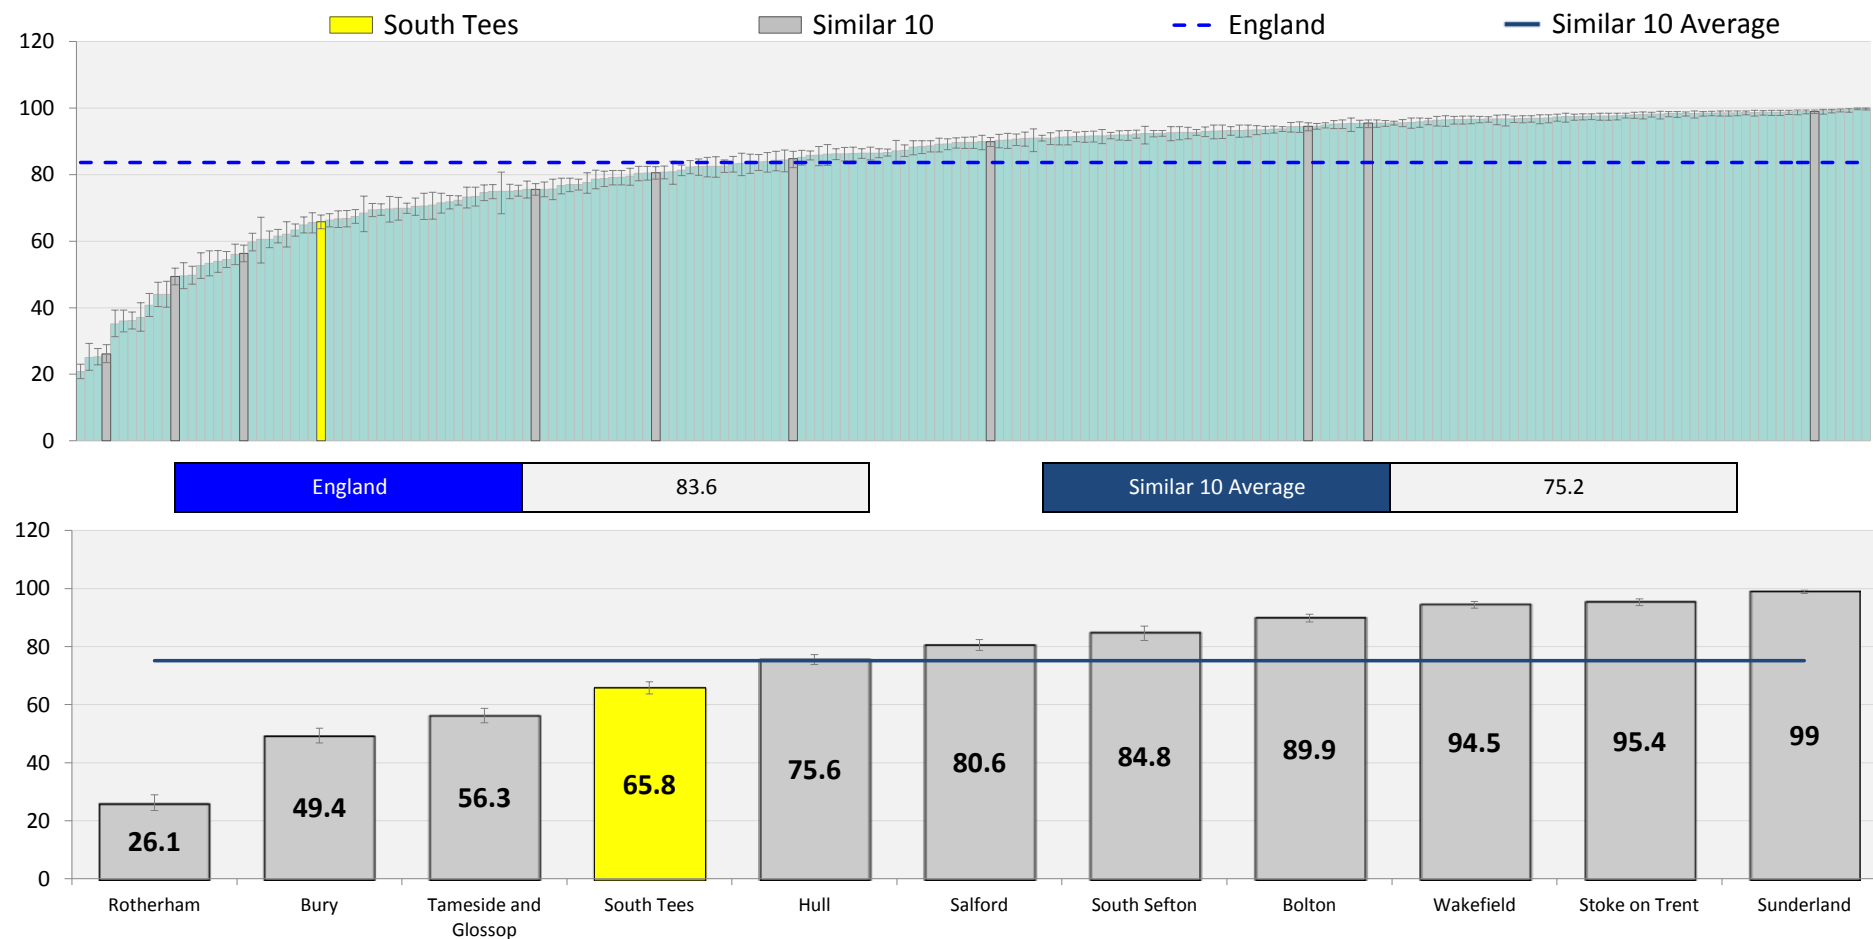 South Tees
Similar 10
England
Similar 10 Average
120
100
80
60
40
20
0
England
83.6
Similar 10 Average
75.2
120
100
80
60
40
20
0
26.1
49.4
56.3
65.8
75.6
80.6
84.8
89.9
94.5
95.4
99
Rotherham
Bury
Tameside and
Glossop
South Tees
Hull
Salford
South Sefton
Bolton
Wakefield
Stoke on Trent
Sunderland